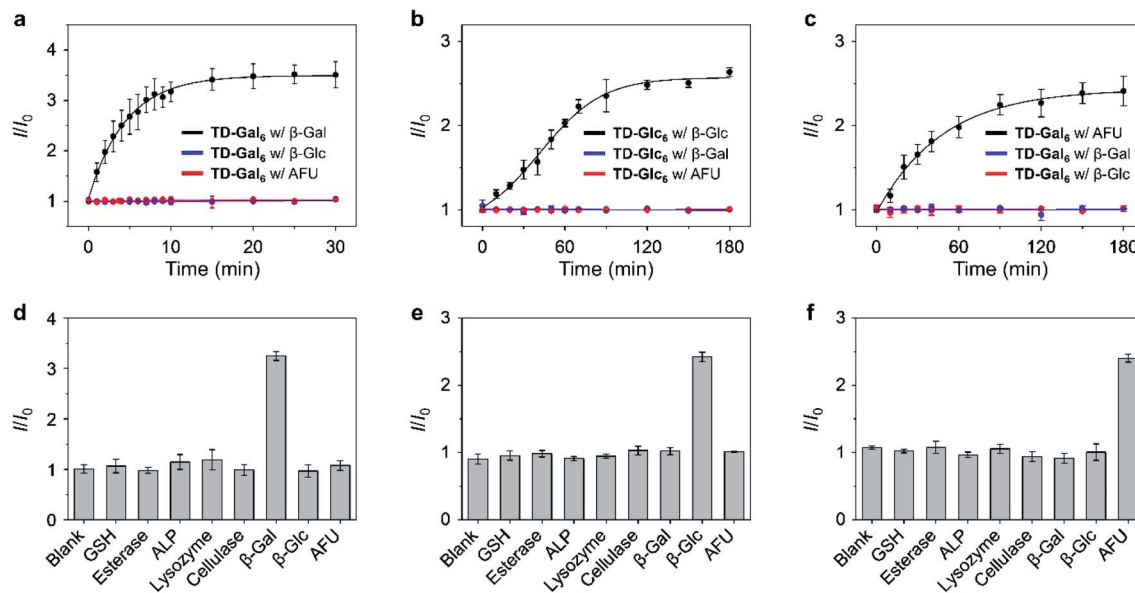 a
I/I₀
4
3
2
1
TD-Gal₆ w/ β-Gal
TD-Gal₆ w/ β-Glc
TD-Gal₆ w/ AFU
0
10
20
30
Time (min)
b
I/I₀
3
2
1
TD-Glc₆ w/ β-Glc
TD-Glc₆ w/ β-Gal
TD-Glc₆ w/ AFU
0
60
120
180
Time (min)
c
I/I₀
3
2
1
TD-Gal₆ w/ AFU
TD-Gal₆ w/ β-Gal
TD-Gal₆ w/ β-Glc
0
60
120
180
Time (min)
d
I/I₀
4
3
2
1
0
Blank
GSH
Esterase
ALP
Lysozyme
Cellulase
β-Gal
β-Glc
AFU
e
I/I₀
3
2
1
0
Blank
GSH
Esterase
ALP
Lysozyme
Cellulase
β-Gal
β-Glc
AFU
f
I/I₀
3
2
1
0
Blank
GSH
Esterase
ALP
Lysozyme
Cellulase
β-Gal
β-Glc
AFU